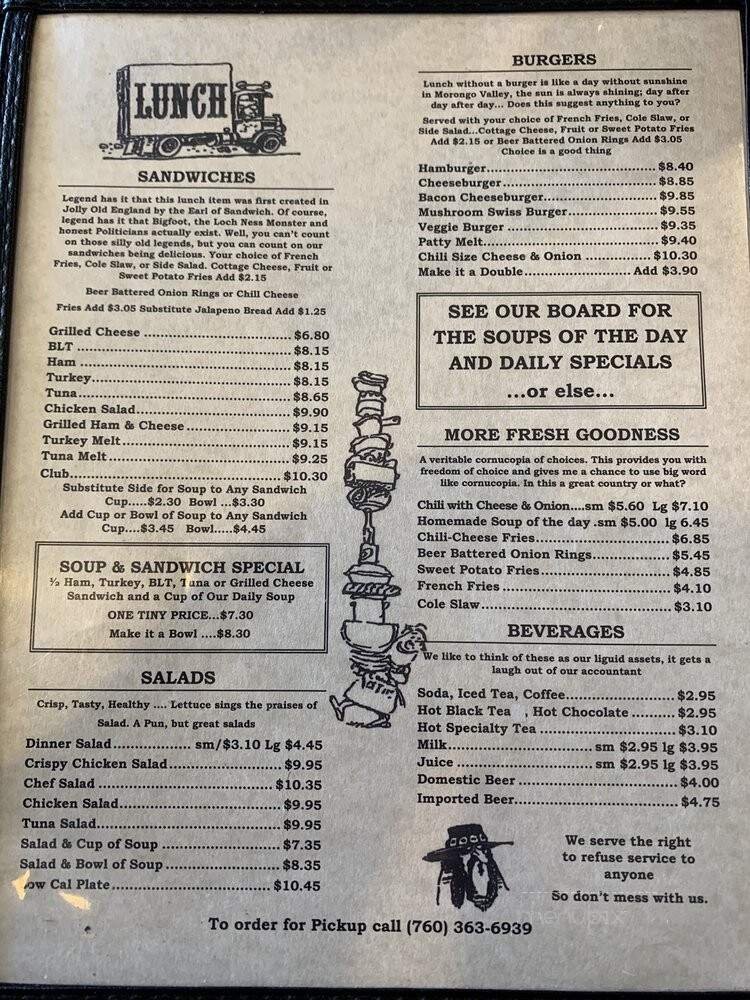 LUNCH
SANDWICHES
Legend has it that this lunch item was first created in
Jolly Old England by the Earl of Sandwich. Of course,
legend has it that Bigfoot, the Loch Ness Monster and
honest Politicians actually exist. Well, you can't count
on those silly old legends, but you can count on our
sandwiches being delicious. Your choice of French
Fries, Cole Slaw, or Side Salad. Cottage Cheese, Fruit or
Sweet Potato Fries Add $2.15
Beer Battered Onion Rings or Chili Cheese
Fries Add $3.05 Substitute Jalapeno Bread Add $1.25
Grilled Cheese $6.80
BLT $8.15
Ham $8.15
Turkey $8.15
Tuna $8.65
Chicken Salad $9.90
Grilled Ham & Cheese $9.15
Turkey Melt $9.15
Tuna Melt $9.25
Club $10.30
Substitute Side for Soup to Any Sandwich
Cup.....$2.30 Bowl ...$3.30
Add Cup or Bowl of Soup to Any Sandwich
Cup....$3.45 Bowl.....$4.45
SOUP & SANDWICH SPECIAL
½ Ham, Turkey, BLT, Tuna or Grilled Cheese
Sandwich and a Cup of Our Daily Soup
ONE TINY PRICE...$7.30
Make it a Bowl ....$8.30
SALADS
Crisp, Tasty, Healthy .... Lettuce sings the praises of
Salad. A Pun, but great salads
Dinner Salad sm/$3.10 Lg $4.45
Crispy Chicken Salad $9.95
Chef Salad $10.35
Chicken Salad $9.95
Tuna Salad $9.95
Salad & Cup of Soup $7.35
Salad & Bowl of Soup $8.35
ow Cal Plate $10.45
BURGERS
Lunch without a burger is like a day without sunshine
in Morongo Valley, the sun is always shining; day after
day after day... Does this suggest anything to you?
Served with your choice of French Fries, Cole Slaw, or
Side Salad...Cottage Cheese, Fruit or Sweet Potato Fries
Add $2.15 or Beer Battered Onion Rings Add $3.05
Choice is a good thing
Hamburger $8.40
Cheeseburger $8.85
Bacon Cheeseburger $9.85
Mushroom Swiss Burger $9.55
Veggie Burger $9.35
Patty Melt $9.40
Chili Size Cheese & Onion $10.30
Make it a Double Add $3.90
SEE OUR BOARD FOR
THE SOUPS OF THE DAY
AND DAILY SPECIALS
...or else...
MORE FRESH GOODNESS
A veritable cornucopia of choices. This provides you with
freedom of choice and gives me a chance to use big word
like cornucopia. In this a great country or what?
Chili with Cheese & Onion....sm $5.60 Lg $7.10
Homemade Soup of the day .sm $5.00 lg 6.45
Chili-Cheese Fries $6.85
Beer Battered Onion Rings $5.45
Sweet Potato Fries $4.85
French Fries $4.10
Cole Slaw $3.10
BEVERAGES
We like to think of these as our liguid assets, it gets a
laugh out of our accountant
Soda, Iced Tea, Coffee $2.95
Hot Black Tea , Hot Chocolate $2.95
Hot Specialty Tea $3.10
Milk sm $2.95 lg $3.95
Juice sm $2.95 lg $3.95
Domestic Beer $4.00
Imported Beer $4.75
We serve the right
to refuse service to
anyone
So don't mess with us.
To order for Pickup call (760) 363-6939